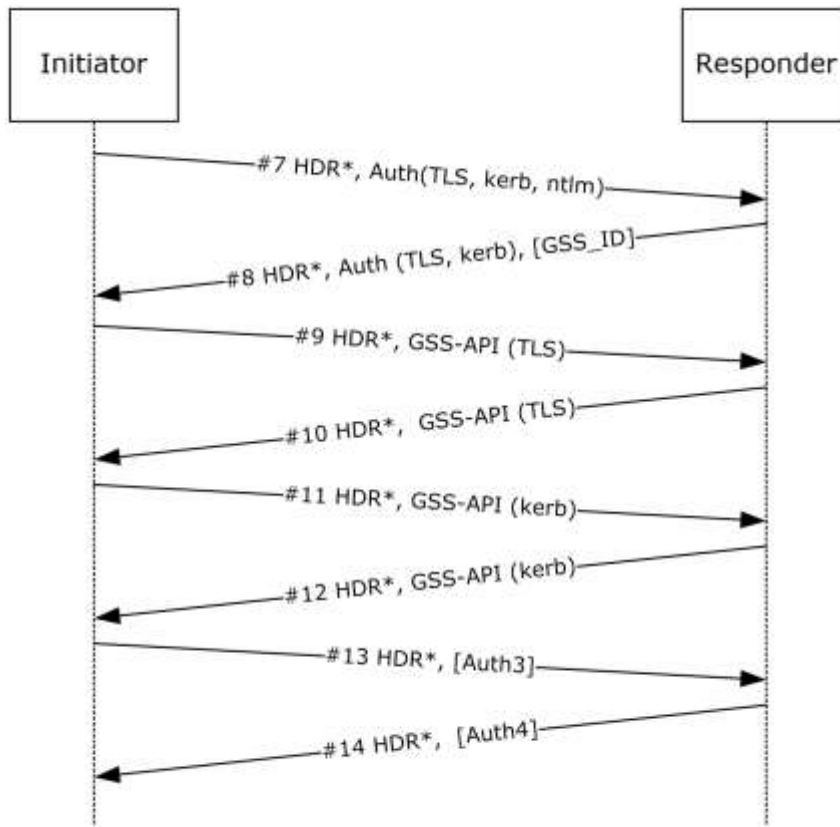 Initiator
Responder
#7 HDR*, Auth(TLS, kerb, ntlm)
#8 HDR*, Auth (TLS, kerb), [GSS_ID]
#9 HDR*, GSS-API (TLS)
#10 HDR*,  GSS-API (TLS)
#11 HDR*, GSS-API (kerb)
#12 HDR*, GSS-API (kerb)
#13 HDR*, [Auth3]
#14 HDR*,  [Auth4]